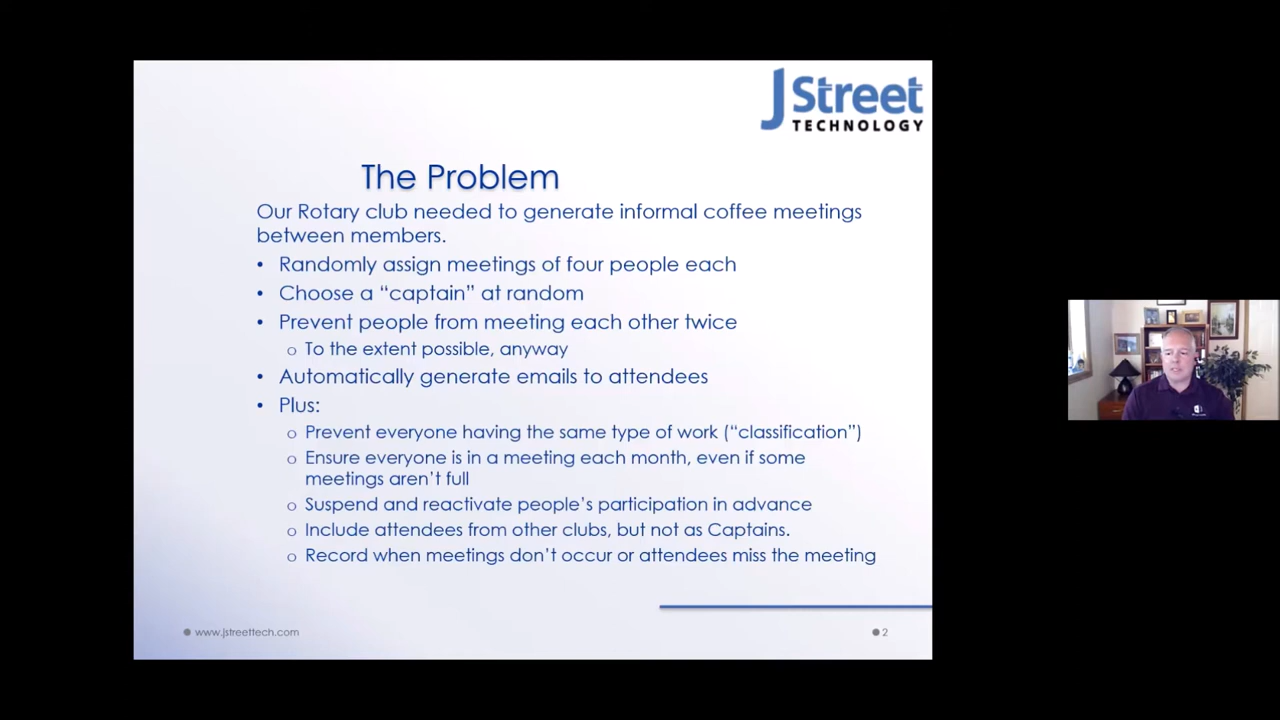 J Street
TECHNOLOGY
The Problem
Our Rotary club needed to generate informal coffee meetings
between members.
• Randomly assign meetings of four people each
• Choose a “captain” at random
• Prevent people from meeting each other twice
o To the extent possible, anyway
• Automatically generate emails to attendees
• Plus:
o Prevent everyone having the same type of work (“classification”)
o Ensure everyone is in a meeting each month, even if some
meetings aren’t full
o Suspend and reactivate people’s participation in advance
o Include attendees from other clubs, but not as Captains.
o Record when meetings don’t occur or attendees miss the meeting
● www.jstreettech.com
● 2